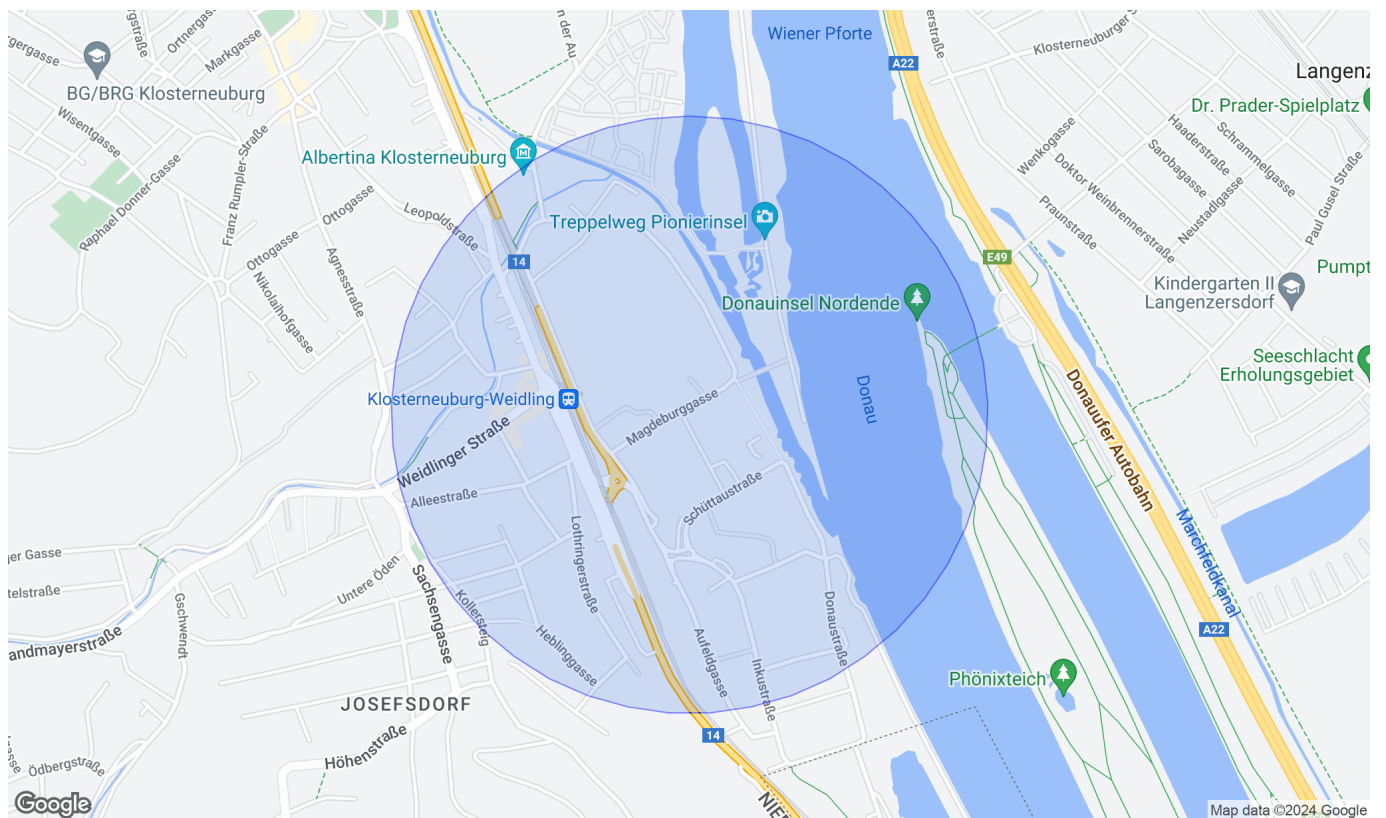 Wiener Pforte
A22
Klosterneuburger S
Langenz
Ortnergasse
Markgasse
BG/BRG Klosterneuburg
Dr. Prader-Spielplatz
Wisentgasse
Haaderstraße
Schrammelgasse
Sarobagasse
Wenkogasse
Doktor Weinbrennerstraße
Neustadlgasse
Praunstraße
Paul Gusel Straße
Albertina Klosterneuburg
Franz Rumpler-Straße
Raphael Donner-Gasse
Ottogasse
Leopoldstraße
Ottogasse
Agnesstraße
Nikolaihofgasse
Treppelweg Pionierinsel
14
E49
Pumpt
Kindergarten II
Langenzersdorf
Donauinsel Nordende
Seeschlacht
Erholungsgebiet
Klosterneuburg-Weidling
Donau
Donauufer Autobahn
Magdeburggasse
Weidlinger Straße
Alleestraße
Schüttaustraße
Lothringerstraße
Marchfeldkanal
A22
ger Gasse
telstraße
Untere Öden
Sachsengasse
Kollersteig
Gschwendt
andmayerstraße
Heblinggasse
Aufeldgasse
Inkustraße
Donaustraße
Phönixteich
JOSEFSDORF
14
Höhenstraße
Ödbergstraße
Google
Map data ©2024 Google